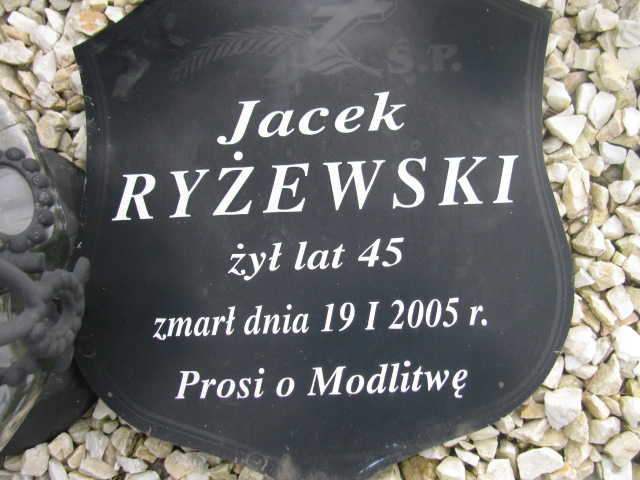 Ś.P.
Jacek
RYŻEWSKI
żył lat 45
zmarł dnia 19 I 2005 r.
Prosi o Modlitwę